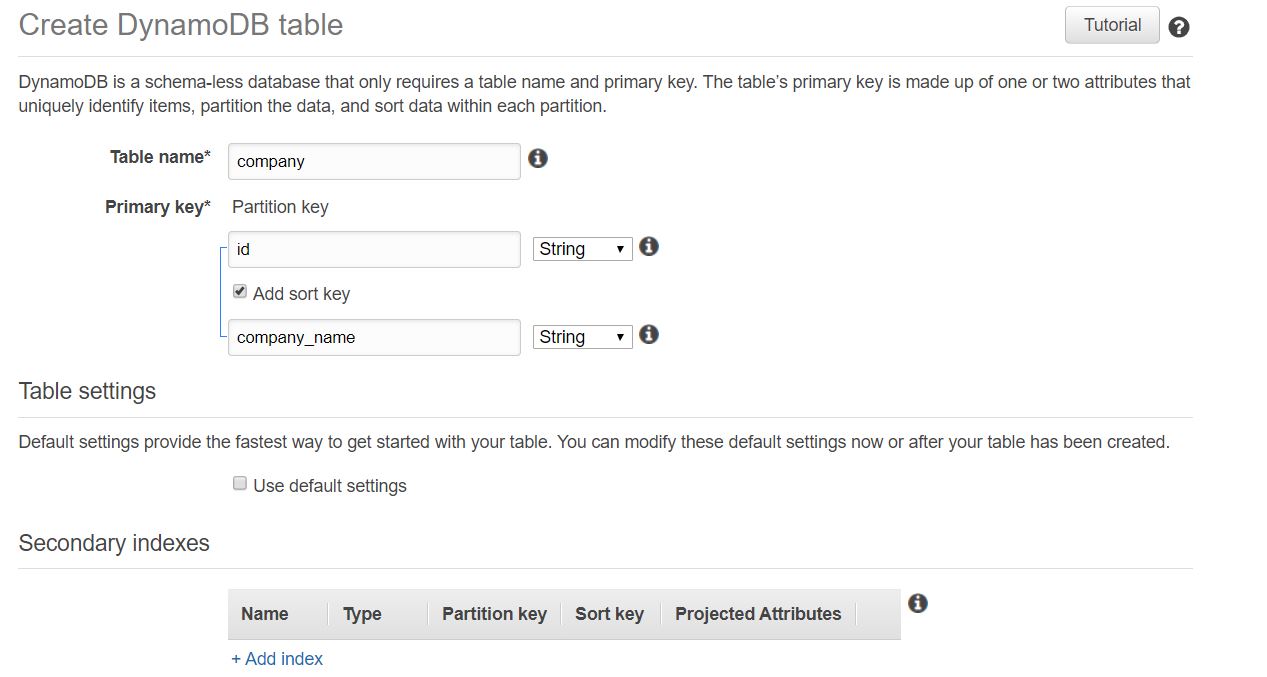 Create DynamoDB table
Tutorial
DynamoDB is a schema-less database that only requires a table name and primary key. The table’s primary key is made up of one or two attributes that
uniquely identify items, partition the data, and sort data within each partition.
Table name* company
Primary key* Partition key
id String
Add sort key
company_name String
Table settings
Default settings provide the fastest way to get started with your table. You can modify these default settings now or after your table has been created.
Use default settings
Secondary indexes
Name Type Partition key Sort key Projected Attributes
+ Add index